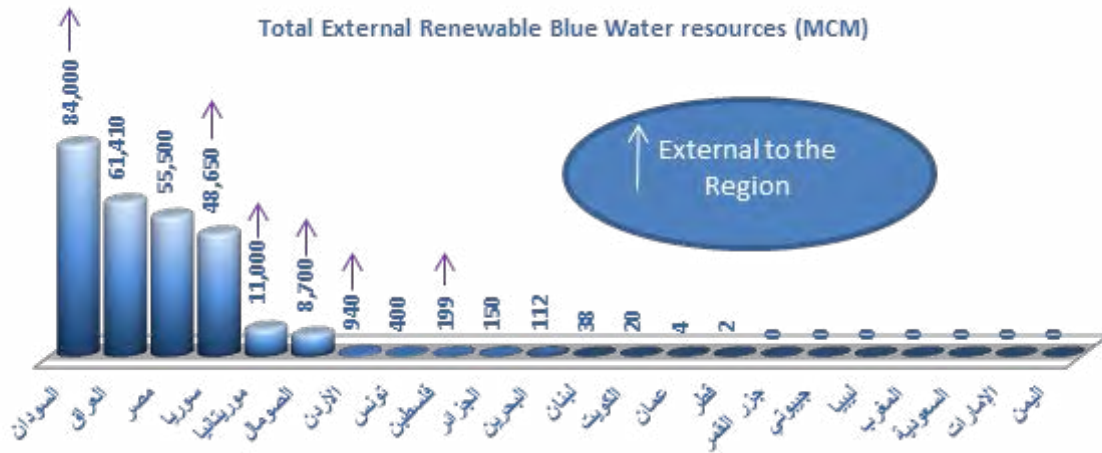 Total External Renewable Blue Water resources (MCM)
84,000
61,410
55,500
48,650
11,000
8,700
940
400
199
150
112
38
20
4
2
0
0
0
0
0
0
0
External to the
Region
السودان
العراق
مصر
سوريا
موريتانيا
الصومال
الأردن
تونس
فلسطين
الجزائر
البحرين
لبنان
الكويت
عمان
قطر
جزر
القمر
جيبوتي
ليبيا
المغرب
السعودية
الإمارات
اليمن